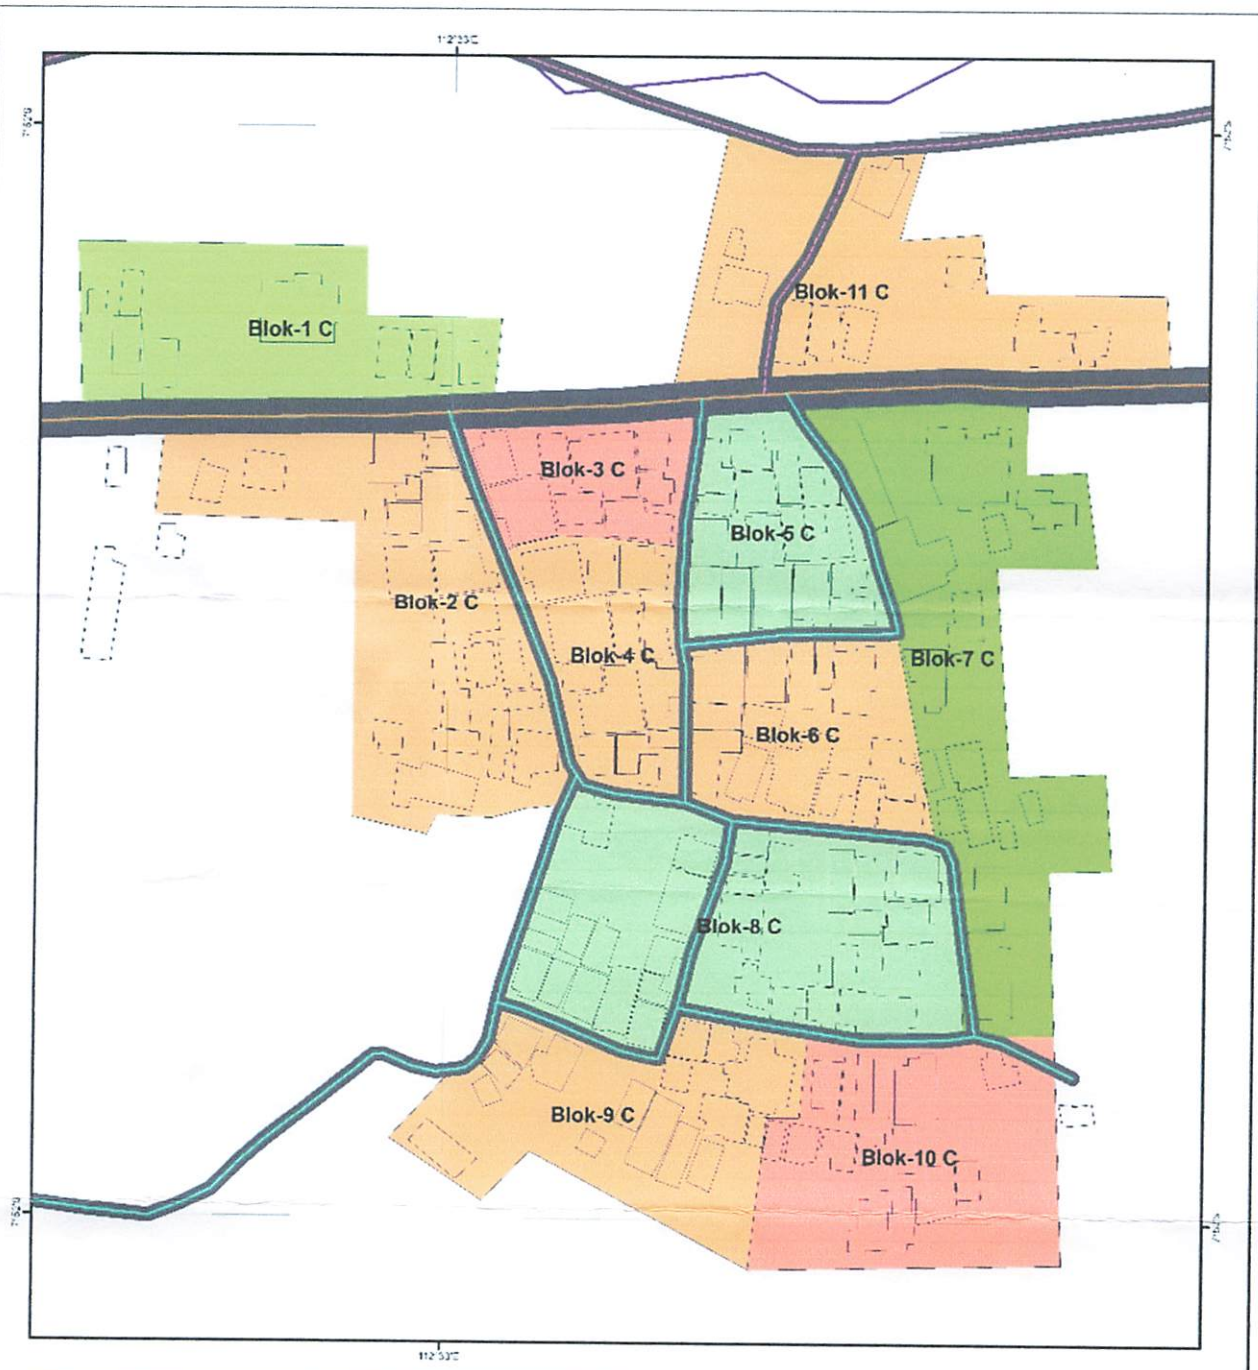 Blok-11 C
Blok-1 C
Blok-3 C
Blok-5 C
Blok-2 C
Blok-4 C
Blok-7 C
Blok-6 C
Blok-8 C
Blok-9 C
Blok-10 C